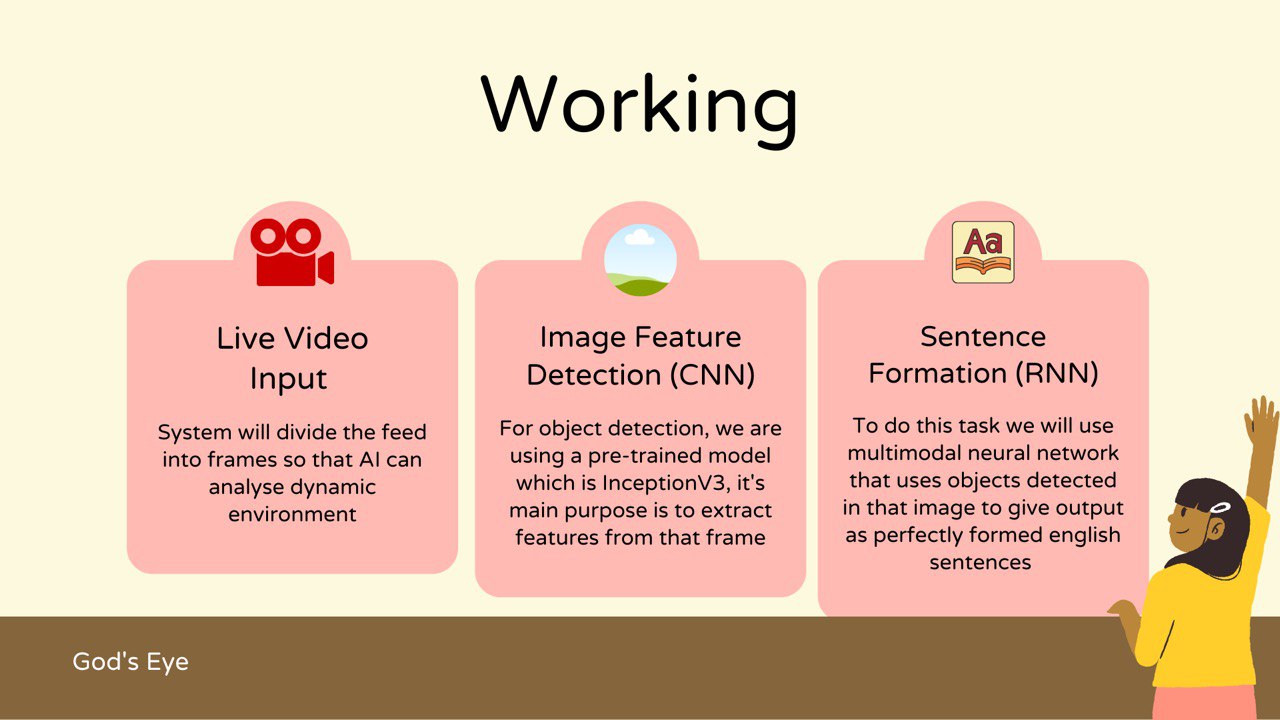 Working
Live Video
Input
System will divide the feed
into frames so that AI can
analyse dynamic
environment
Image Feature
Detection (CNN)
For object detection, we are
using a pre-trained model
which is InceptionV3, it's
main purpose is to extract
features from that frame
Aa
Sentence
Formation (RNN)
To do this task we will use
multimodal neural network
that uses objects detected
in that image to give output
as perfectly formed english
sentences
God's Eye